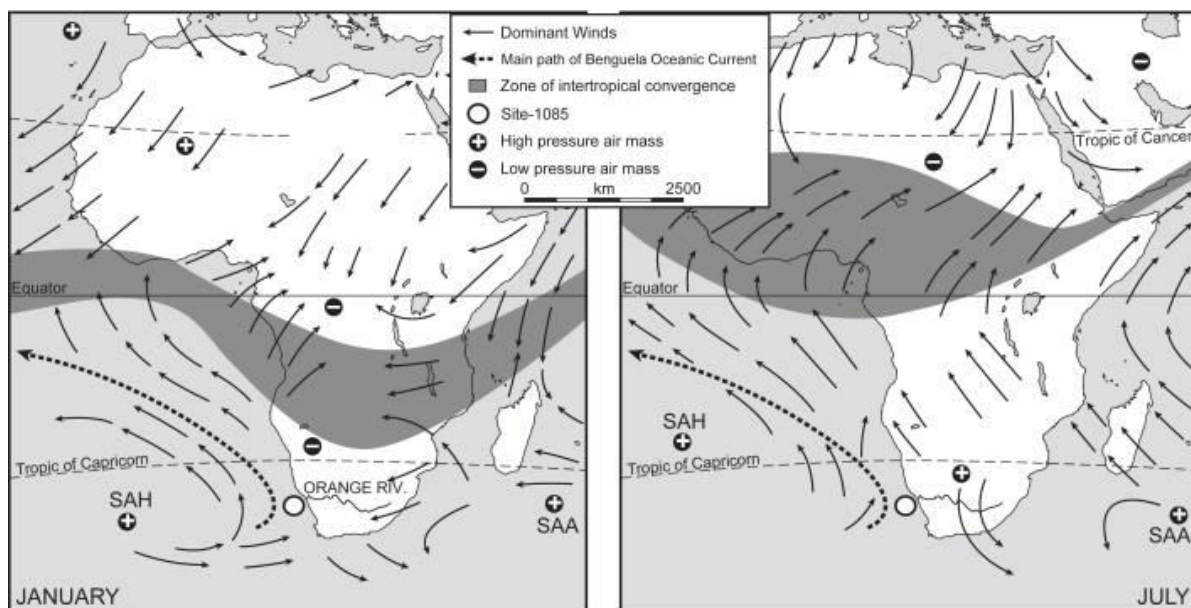 Dominant Winds
Main path of Benguela Oceanic Current
Zone of intertropical convergence
Site-1085
High pressure air mass
Low pressure air mass
0 km 2500
Equator
Tropic of Capricorn
SAH
ORANGE RIV.
SAA
JANUARY
Tropic of Cancer
Equator
SAH
Tropic of Capricorn
SAA
JULY